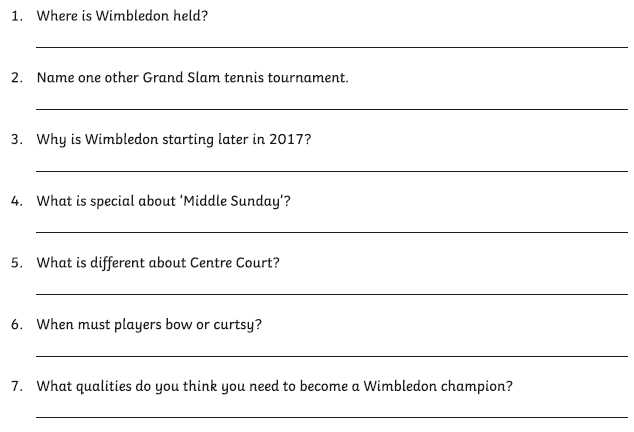 1. Where is Wimbledon held?
2. Name one other Grand Slam tennis tournament.
3. Why is Wimbledon starting later in 2017?
4. What is special about ‘Middle Sunday’?
5. What is different about Centre Court?
6. When must players bow or curtsy?
7. What qualities do you think you need to become a Wimbledon champion?